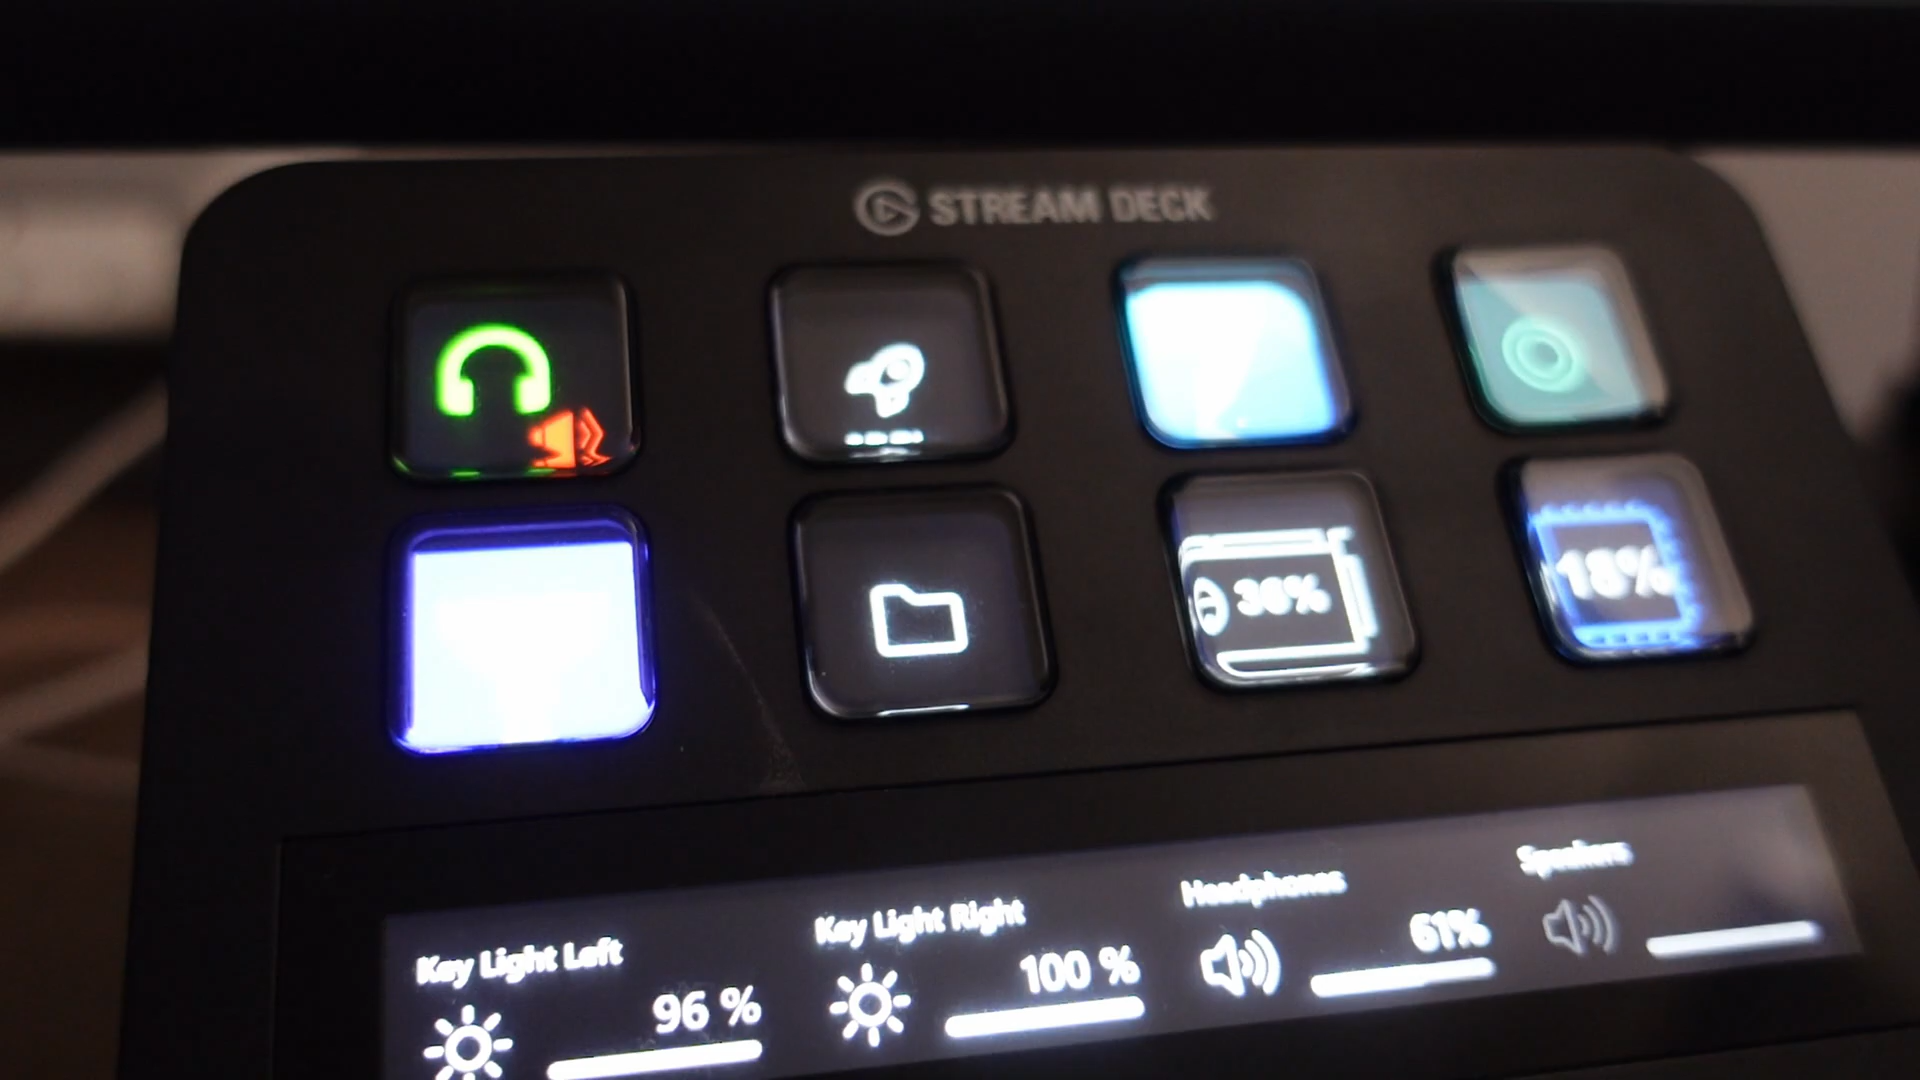 STREAM DECK
36%
18%
Key Light Left
96 %
Key Light Right
100 %
Headphones
61%
Speakers